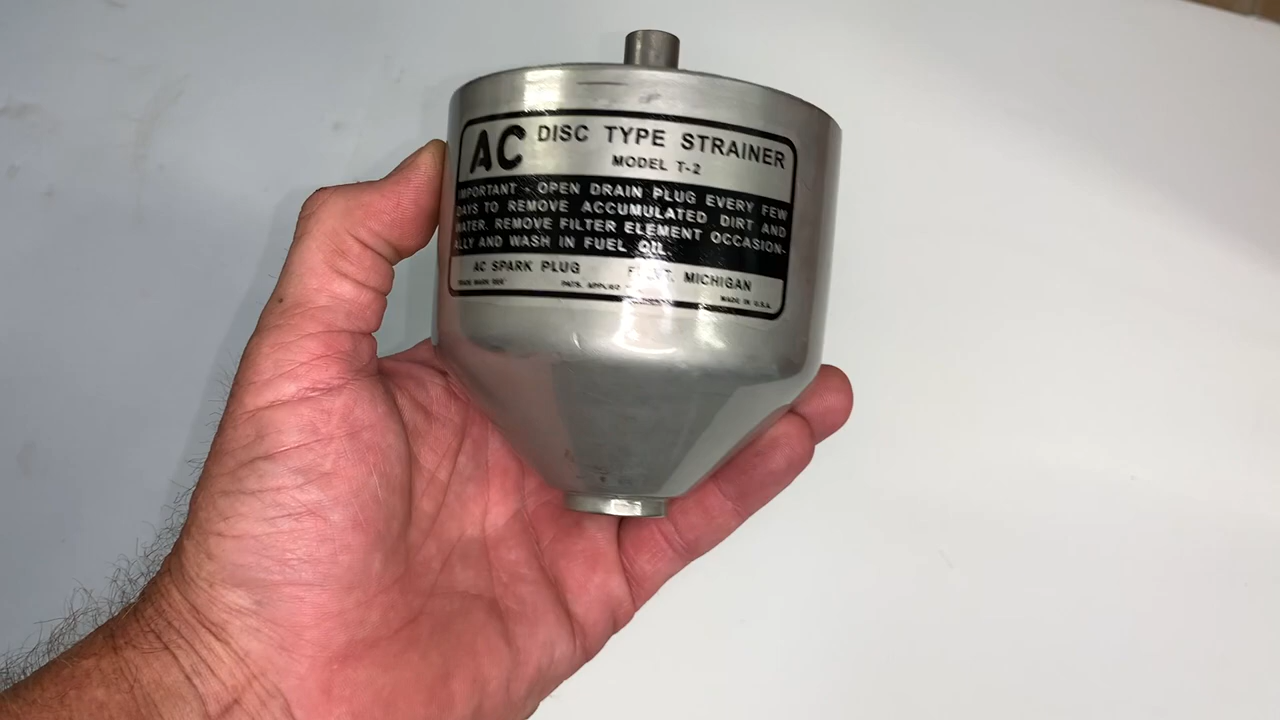 AC DISC TYPE STRAINER
MODEL T-2
IMPORTANT - OPEN DRAIN PLUG EVERY FEW
DAYS TO REMOVE ACCUMULATED DIRT AND
WATER. REMOVE FILTER ELEMENT OCCASION-
ALLY AND WASH IN FUEL OIL
AC SPARK PLUG MICHIGAN
TRADE MARK REG. PATS. APPLIED MADE IN U.S.A.